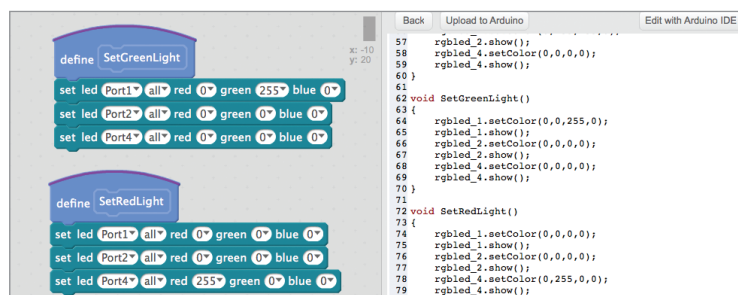 Back Upload to Arduino Edit with Arduino IDE
x: -10
y: 20
define SetGreenLight
set led Port1 all red 0 green 255 blue 0
set led Port2 all red 0 green 0 blue 0
set led Port4 all red 0 green 0 blue 0
define SetRedLight
set led Port1 all red 0 green 0 blue 0
set led Port2 all red 0 green 0 blue 0
set led Port4 all red 255 green 0 blue 0
57 rgbled_2.show();
58 rgbled_4.setColor(0,0,0,0);
59 rgbled_4.show();
60 }
61
62 void SetGreenLight()
63 {
64 rgbled_1.setColor(0,0,255,0);
65 rgbled_1.show();
66 rgbled_2.setColor(0,0,0,0);
67 rgbled_2.show();
68 rgbled_4.setColor(0,0,0,0);
69 rgbled_4.show();
70 }
71
72 void SetRedLight()
73 {
74 rgbled_1.setColor(0,0,0,0);
75 rgbled_1.show();
76 rgbled_2.setColor(0,0,0,0);
77 rgbled_2.show();
78 rgbled_4.setColor(0,255,0,0);
79 rgbled_4.show();